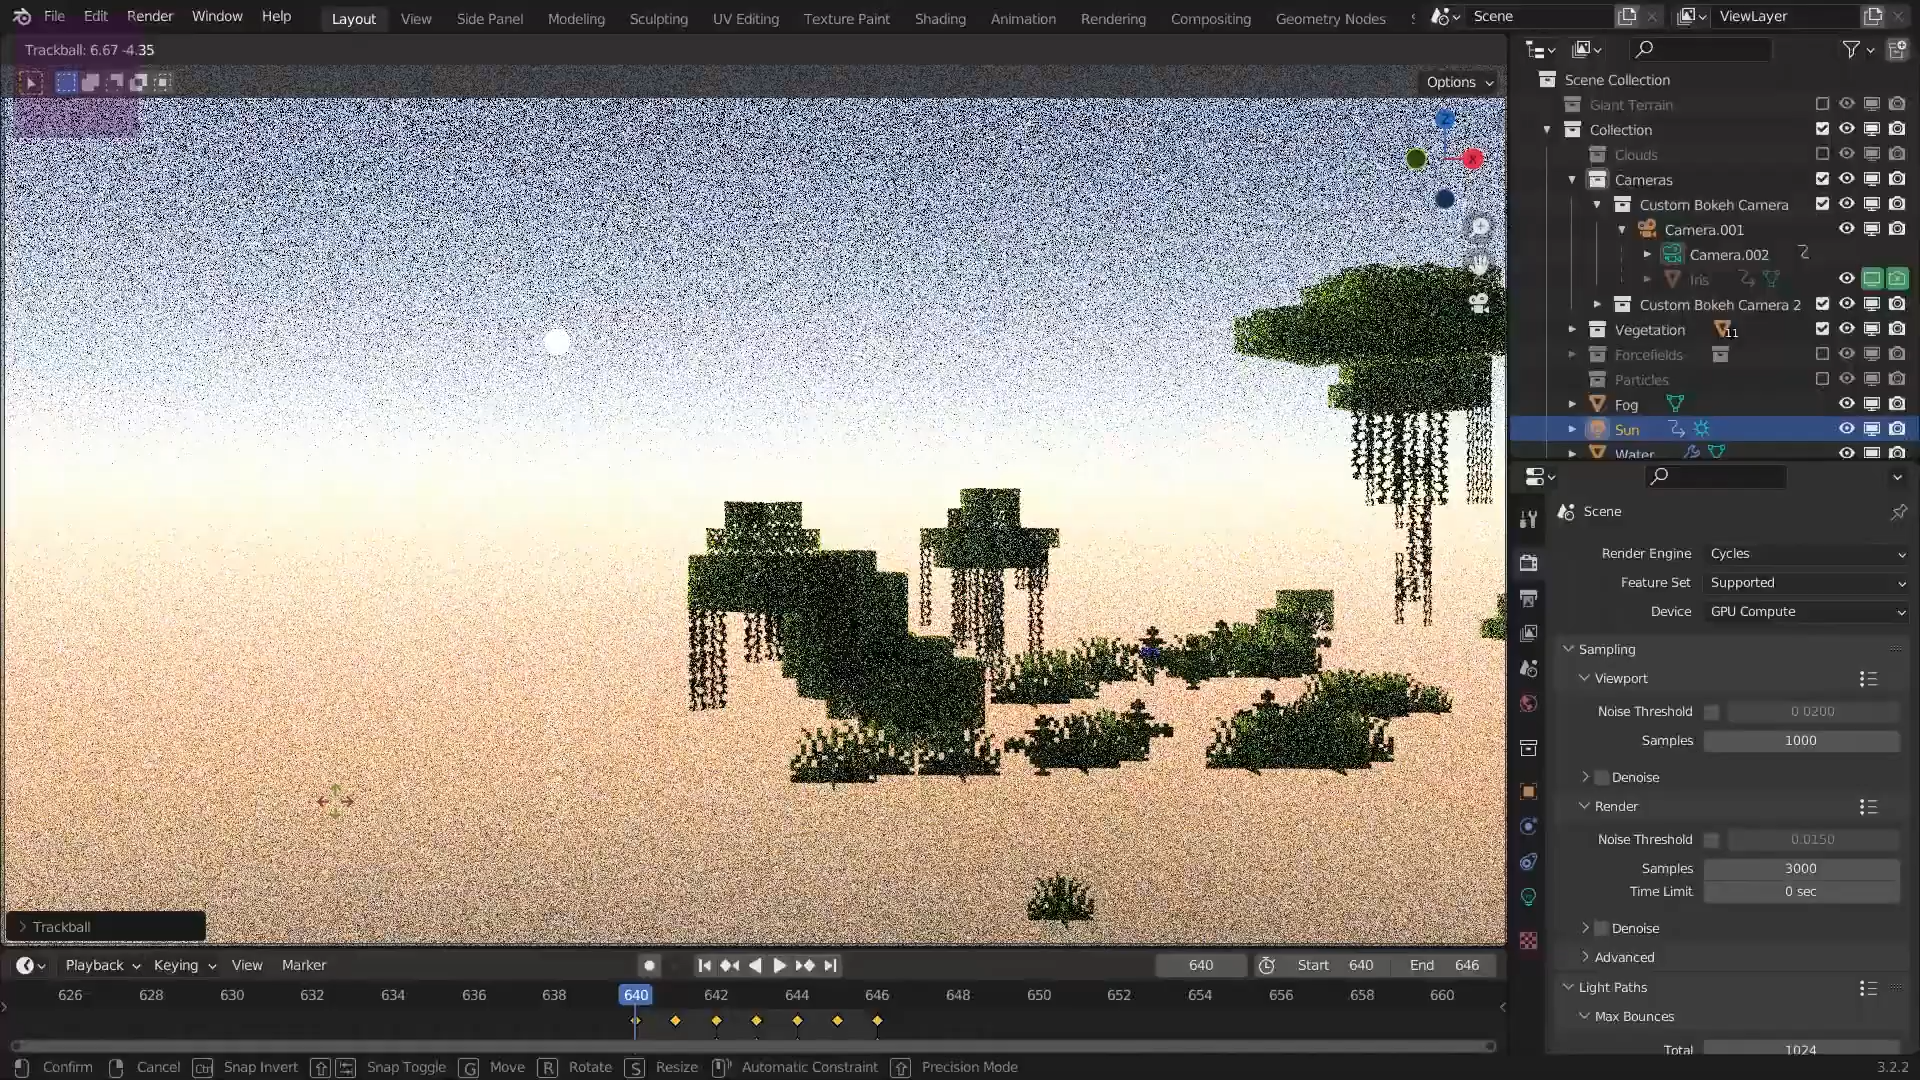 File Edit Render Window Help Layout View Side Panel Modeling Sculpting UV Editing Texture Paint Shading Animation Rendering Compositing Geometry Nodes Scene ViewLayer
Trackball: 6.67 -4.35
Options
Z
X
Trackball
Scene Collection
Giant Terrain
Collection
Clouds
Cameras
Custom Bokeh Camera
Camera.001
Camera.002
Iris
Custom Bokeh Camera 2
Vegetation 11
Forcefields
Particles
Fog
Sun
Water
Scene
Render Engine Cycles
Feature Set Supported
Device GPU Compute
Sampling
Viewport
Noise Threshold 0.0200
Samples 1000
Denoise
Render
Noise Threshold 0.0150
Samples 3000
Time Limit 0 sec
Denoise
Advanced
Light Paths
Max Bounces
Total 1024
Playback Keying View Marker 640 Start 640 End 646
626 628 630 632 634 636 638 640 642 644 646 648 650 652 654 656 658 660
Confirm Cancel Ctrl Snap Invert Snap Toggle G Move R Rotate S Resize Automatic Constraint Precision Mode 3.2.2